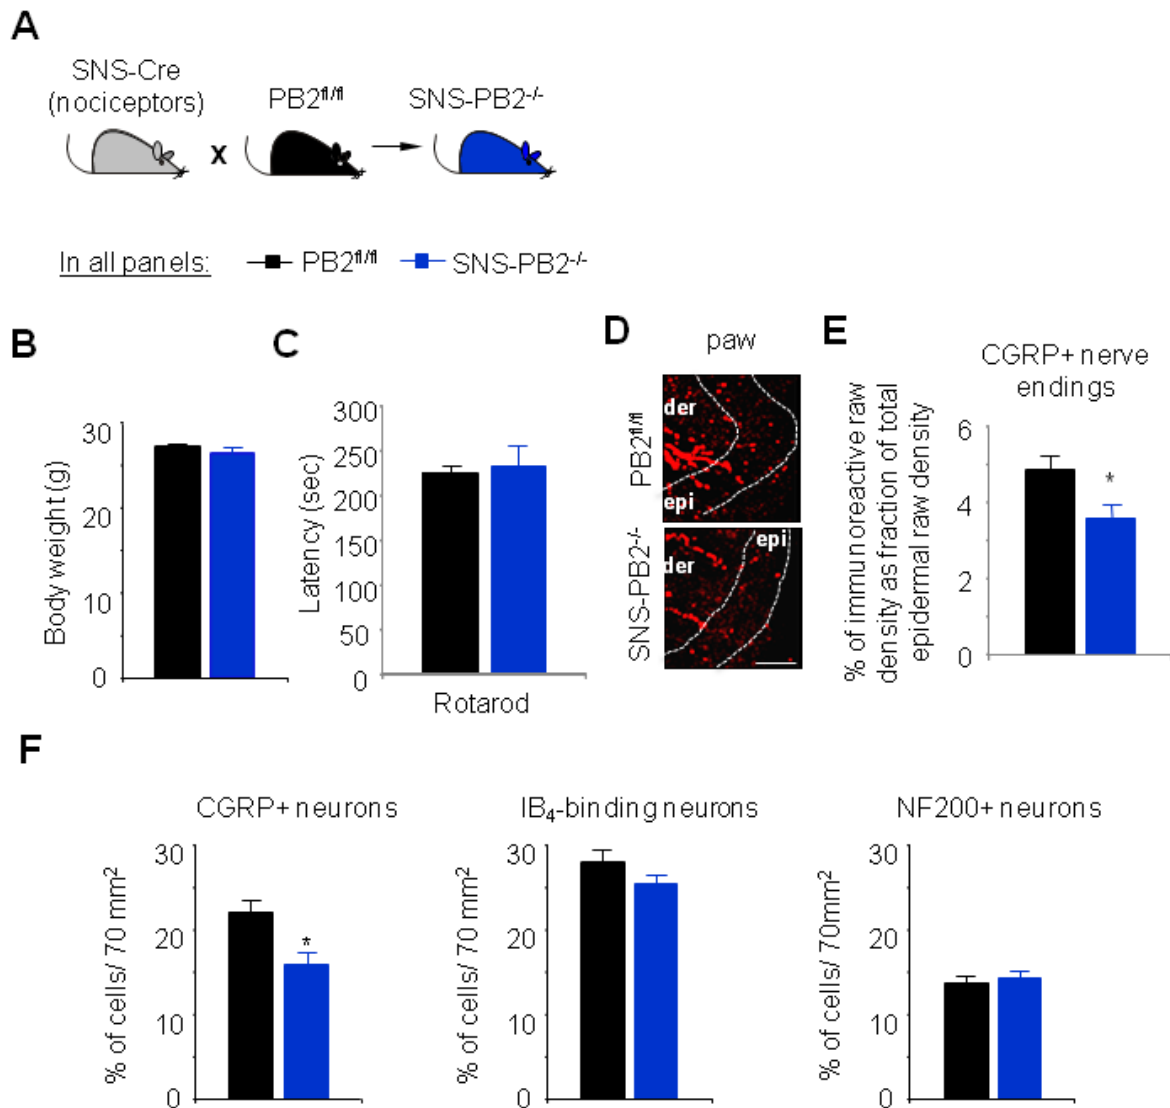 A
SNS-Cre
(nociceptors)
PB2fl/fl
SNS-PB2-/-
x
In all panels:
PB2fl/fl
SNS-PB2-/-
B
Body weight (g)
30
20
10
0
C
Latency (sec)
300
250
200
150
100
50
0
Rotarod
D
paw
PB2fl/fl
der
epi
SNS-PB2-/-
epi
der
E
CGRP+ nerve
endings
% of immunoreactive raw
density as fraction of total
epidermal raw density
6
4
2
0
*
F
CGRP+ neurons
% of cells/ 70 mm2
30
20
10
0
*
IB4-binding neurons
% of cells/ 70 mm2
30
20
10
0
NF200+ neurons
% of cells/ 70mm2
30
20
10
0